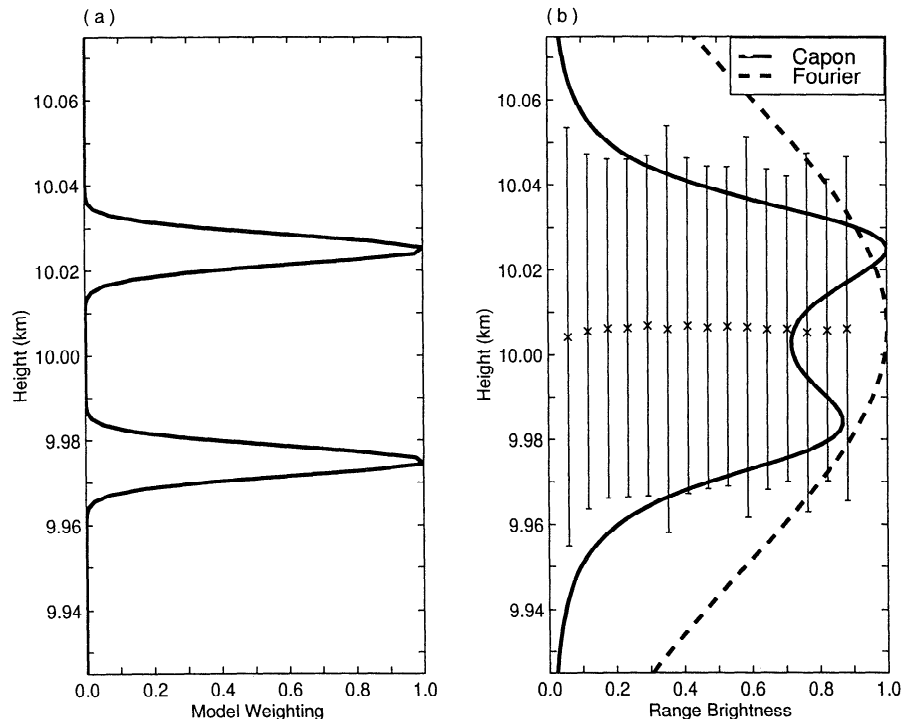 (a)
10.06
10.04
10.02
10.00
9.98
9.96
9.94
Height (km)
0.0 0.2 0.4 0.6 0.8 1.0
Model Weighting
(b)
Capon
Fourier
10.06
10.04
10.02
10.00
9.98
9.96
9.94
Height (km)
0.0 0.2 0.4 0.6 0.8 1.0
Range Brightness